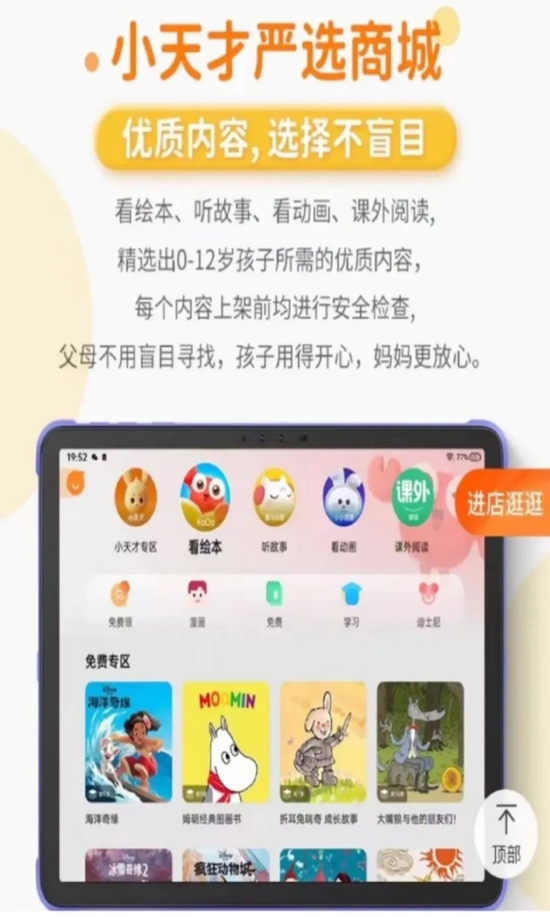 小天才严选商城
优质内容,选择不盲目
看绘本、听故事、看动画、课外阅读,
精选出0-12岁孩子所需的优质内容，
每个内容上架前均进行安全检查,
父母不用盲目寻找，孩子用得开心，妈妈更放心。
19:52
77%
课外
进店逛逛
小天才专区 看绘本 听故事 看动画 课外阅读
免费领 漫画 免费 学习 迪士尼
免费专区
海洋奇缘
MOOMIN
海洋奇缘 姆明经典图画书 折耳兔瑞奇 成长故事 大嘴狼与他的朋友们!
冰雪奇缘2 疯狂动物城
顶部